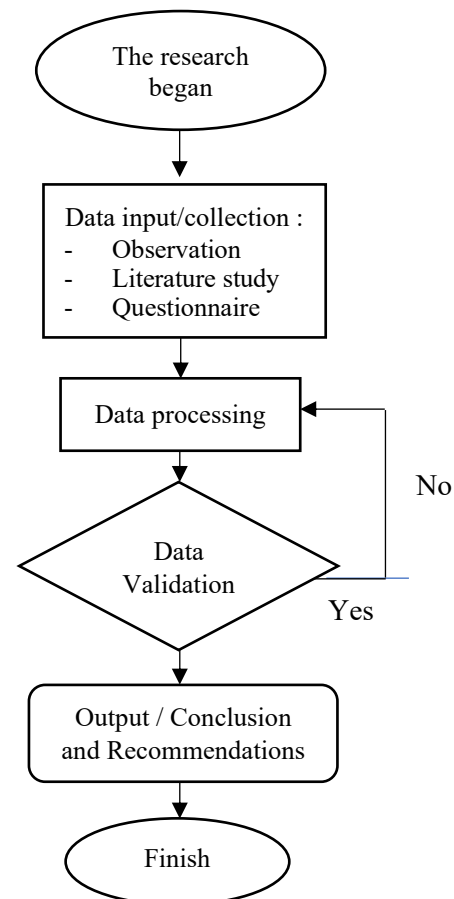 The research
began
Data input/collection :
- Observation
- Literature study
- Questionnaire
Data processing
No
Data
Validation
Yes
Output / Conclusion
and Recommendations
Finish